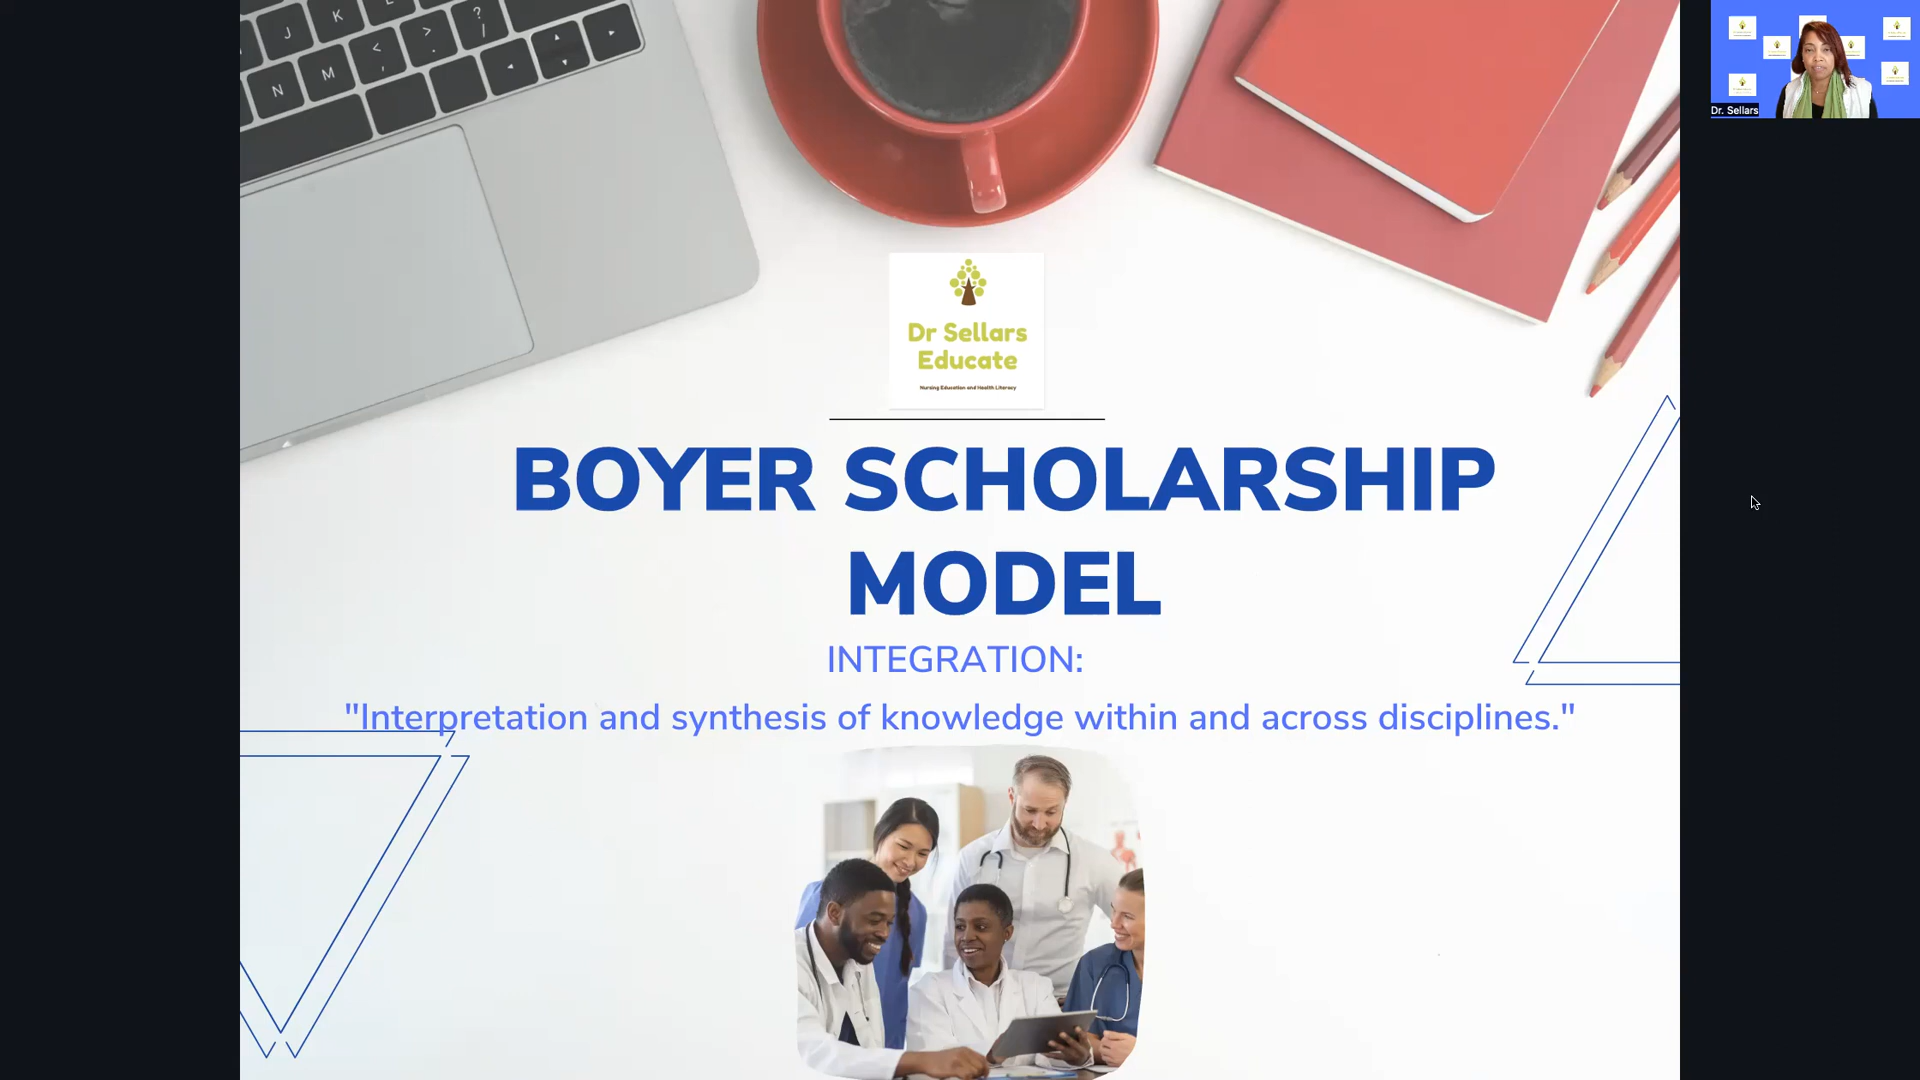 J
K
L
<
,
>
.
?
/
N
M
Dr. Sellars
Dr Sellars
Educate
Nursing Education and Health Literacy
BOYER SCHOLARSHIP
MODEL
INTEGRATION:
"Interpretation and synthesis of knowledge within and across disciplines."